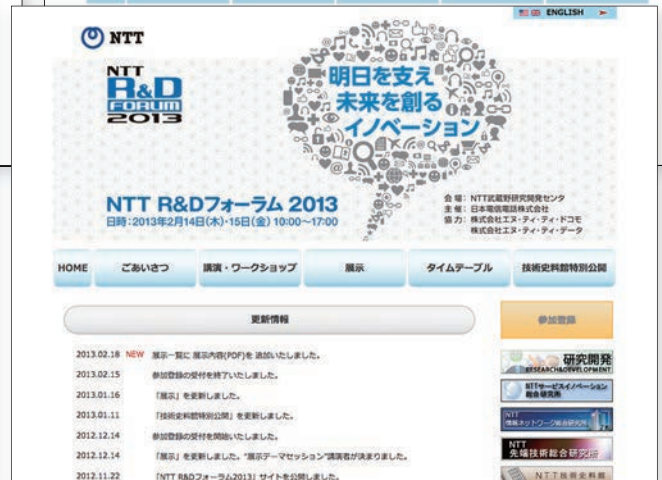 ENGLISH
NTT
NTT
R&D
FORUM
2013
明日を支え
未来を創る
イノベーション
NTT R&Dフォーラム 2013
日時:2013年2月14日(木)・15日(金) 10:00〜17:00
会 場: NTT武蔵野研究開発センタ
主 催: 日本電信電話株式会社
協 力: 株式会社エヌ・ティ・ティ・ドコモ
株式会社エヌ・ティ・ティ・データ
HOME ごあいさつ 講演・ワークショップ 展示 タイムテーブル 技術史料館特別公開
更新情報
参加登録
2013.02.18 NEW 展示一覧に 展示内容(PDF)を 追加いたしました。
2013.02.15 参加登録の受付を終了いたしました。
2013.01.16 「展示」を更新しました。
2013.01.11 「技術史料館特別公開」を更新しました。
2012.12.14 参加登録の受付を開始いたしました。
2012.12.14 「展示」を更新しました。"展示テーマセッション"講演者が決まりました。
2012.11.22 「NTT R&Dフォーラム2013」サイトを公開しました。
研究開発
RESEARCH&DEVELOPMENT
NTTサービスイノベーション
総合研究所
NTT
情報ネットワーク総合研究所
NTT
先端技術総合研究所
NTT技術史料館